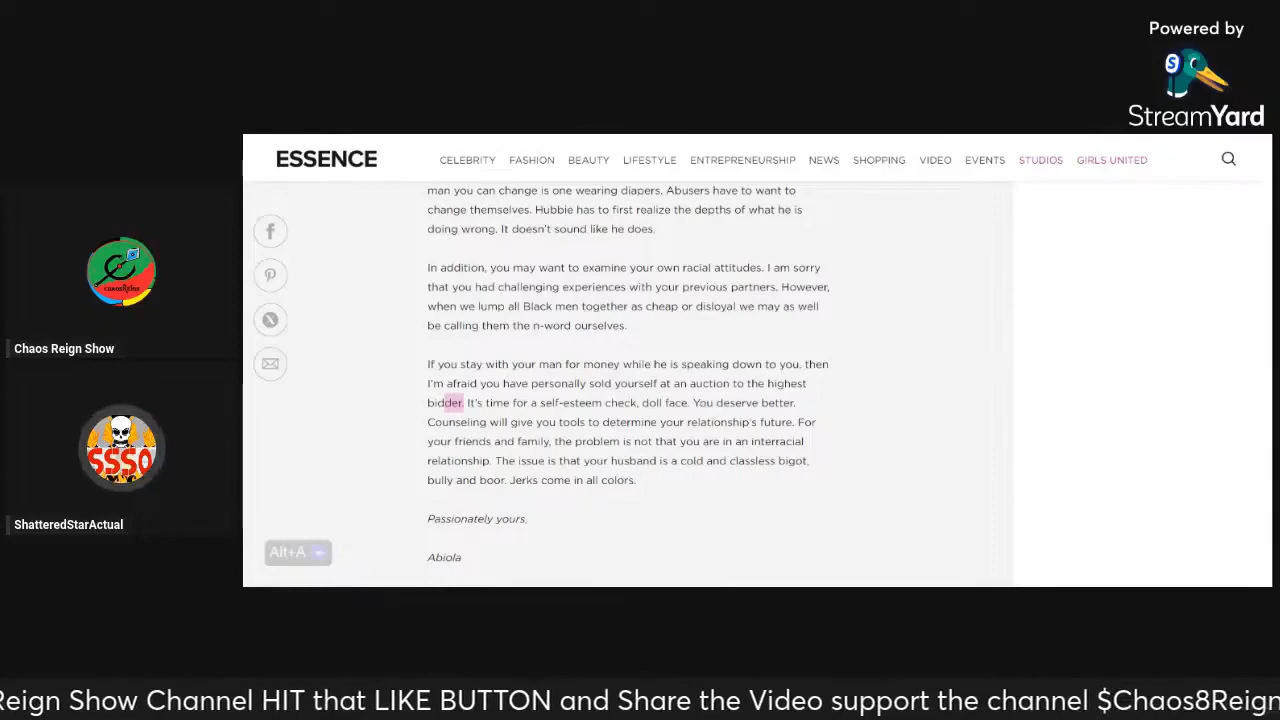 Powered by
StreamYard
ESSENCE
CELEBRITY FASHION BEAUTY LIFESTYLE ENTREPRENEURSHIP NEWS SHOPPING VIDEO EVENTS STUDIOS GIRLS UNITED
man you can change is one wearing diapers. Abusers have to want to
change themselves. Hubbie has to first realize the depths of what he is
doing wrong. It doesn't sound like he does.
In addition, you may want to examine your own racial attitudes. I am sorry
that you had challenging experiences with your previous partners. However,
when we lump all Black men together as cheap or disloyal we may as well
be calling them the n-word ourselves.
If you stay with your man for money while he is speaking down to you, then
I'm afraid you have personally sold yourself at an auction to the highest
bidder. It's time for a self-esteem check, doll face. You deserve better.
Counseling will give you tools to determine your relationship's future. For
your friends and family, the problem is not that you are in an interracial
relationship. The issue is that your husband is a cold and classless bigot,
bully and boor. Jerks come in all colors.
Passionately yours,
Abiola
Alt+A
Chaos Reign Show
SSSO
ShatteredStarActual
Reign Show Channel HIT that LIKE BUTTON and Share the Video support the channel $Chaos8Reign